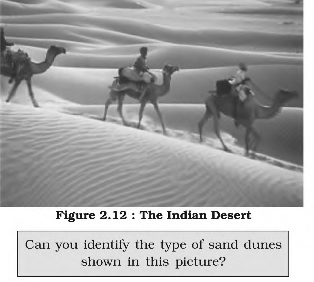 Figure 2.12 : The Indian Desert
Can you identify the type of sand dunes
shown in this picture?